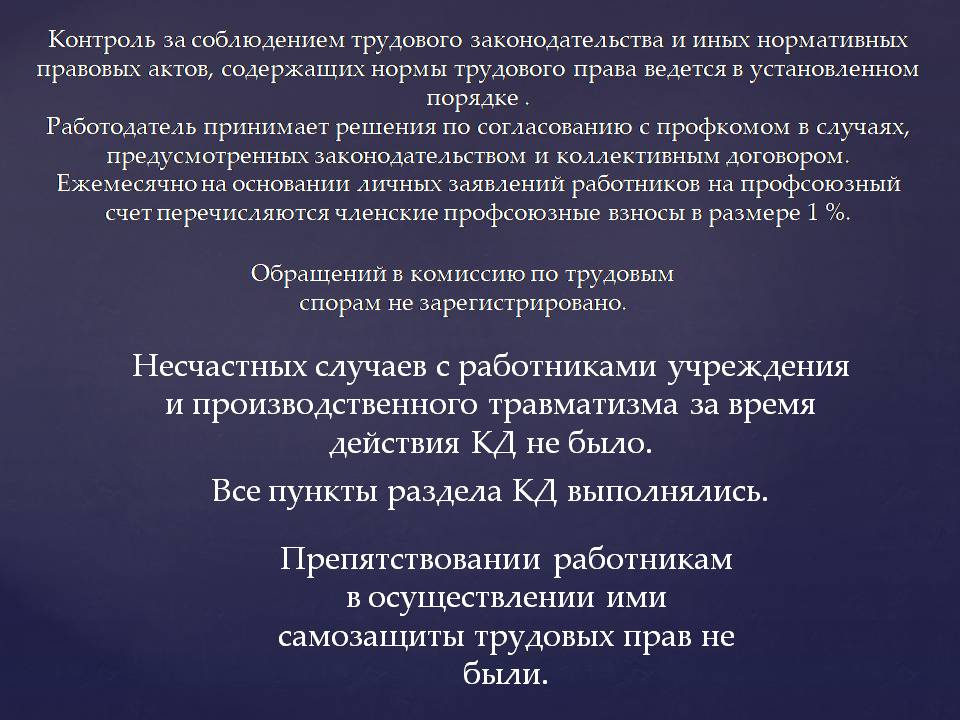 Контроль за соблюдением трудового законодательства и иных нормативных
правовых актов, содержащих нормы трудового права ведется в установленном
порядке .
Работодатель принимает решения по согласованию с профкомом в случаях,
предусмотренных законодательством и коллективным договором.
Ежемесячно на основании личных заявлений работников на профсоюзный
счет перечисляются членские профсоюзные взносы в размере 1 %.
Обращений в комиссию по трудовым
спорам не зарегистрировано.
Несчастных случаев с работниками учреждения
и производственного травматизма за время
действия КД не было.
Все пункты раздела КД выполнялись.
Препятствовании работникам
в осуществлении ими
самозащиты трудовых прав не
были.